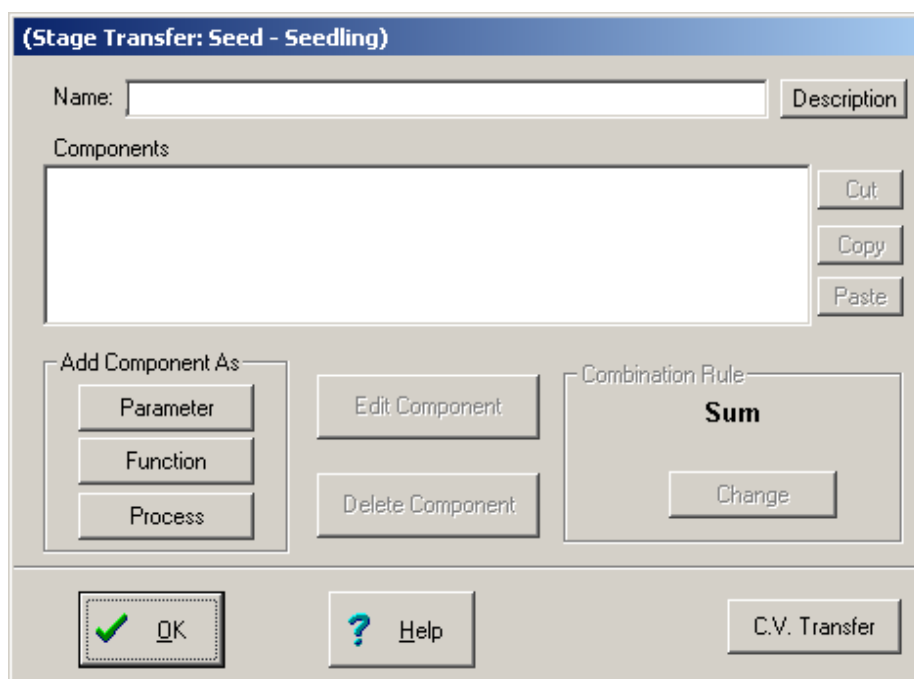 (Stage Transfer: Seed - Seedling)
Name:
Description
Components
Cut
Copy
Paste
Add Component As
Parameter
Function
Process
Edit Component
Delete Component
Combination Rule
Sum
Change
OK
Help
C.V. Transfer